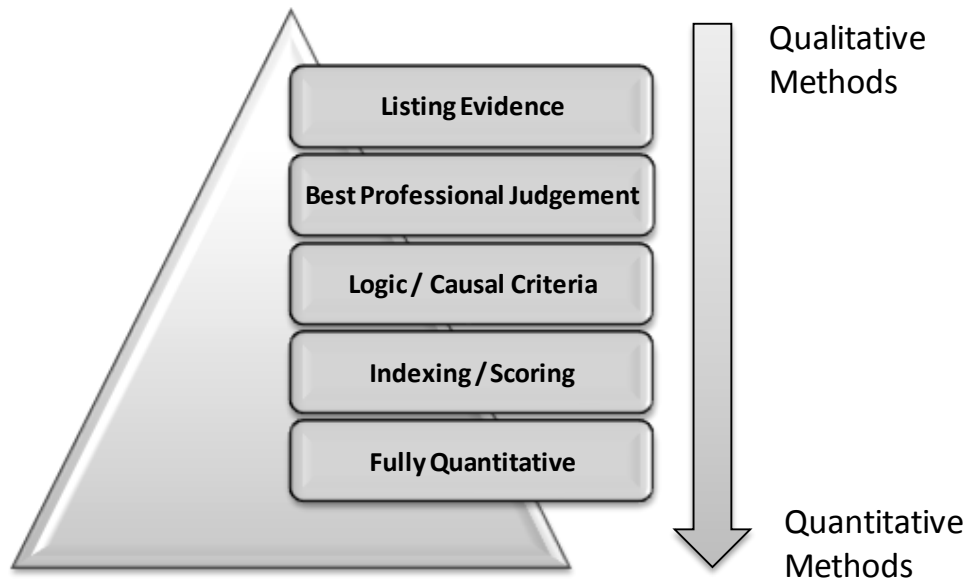 Qualitative
Methods
Listing Evidence
Best Professional Judgement
Logic / Causal Criteria
Indexing / Scoring
Fully Quantitative
Quantitative
Methods